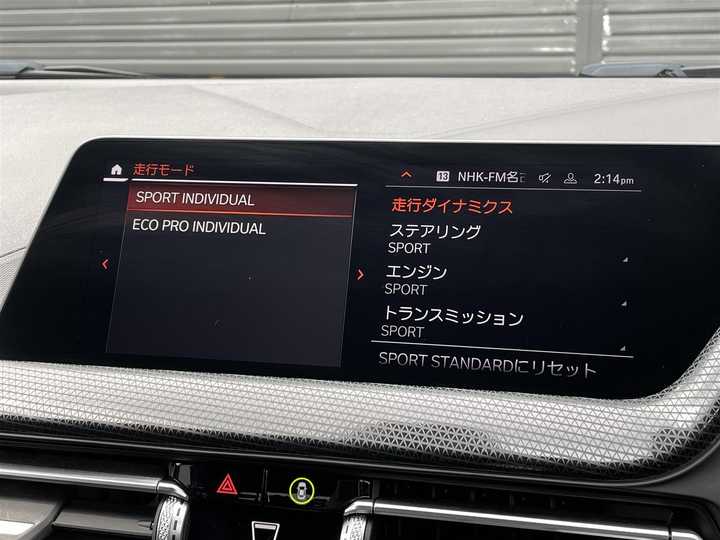 走行モード
SPORT INDIVIDUAL
ECO PRO INDIVIDUAL
13 NHK-FM名 2:14pm
走行ダイナミクス
ステアリング
SPORT
エンジン
SPORT
トランスミッション
SPORT
SPORT STANDARDにリセット